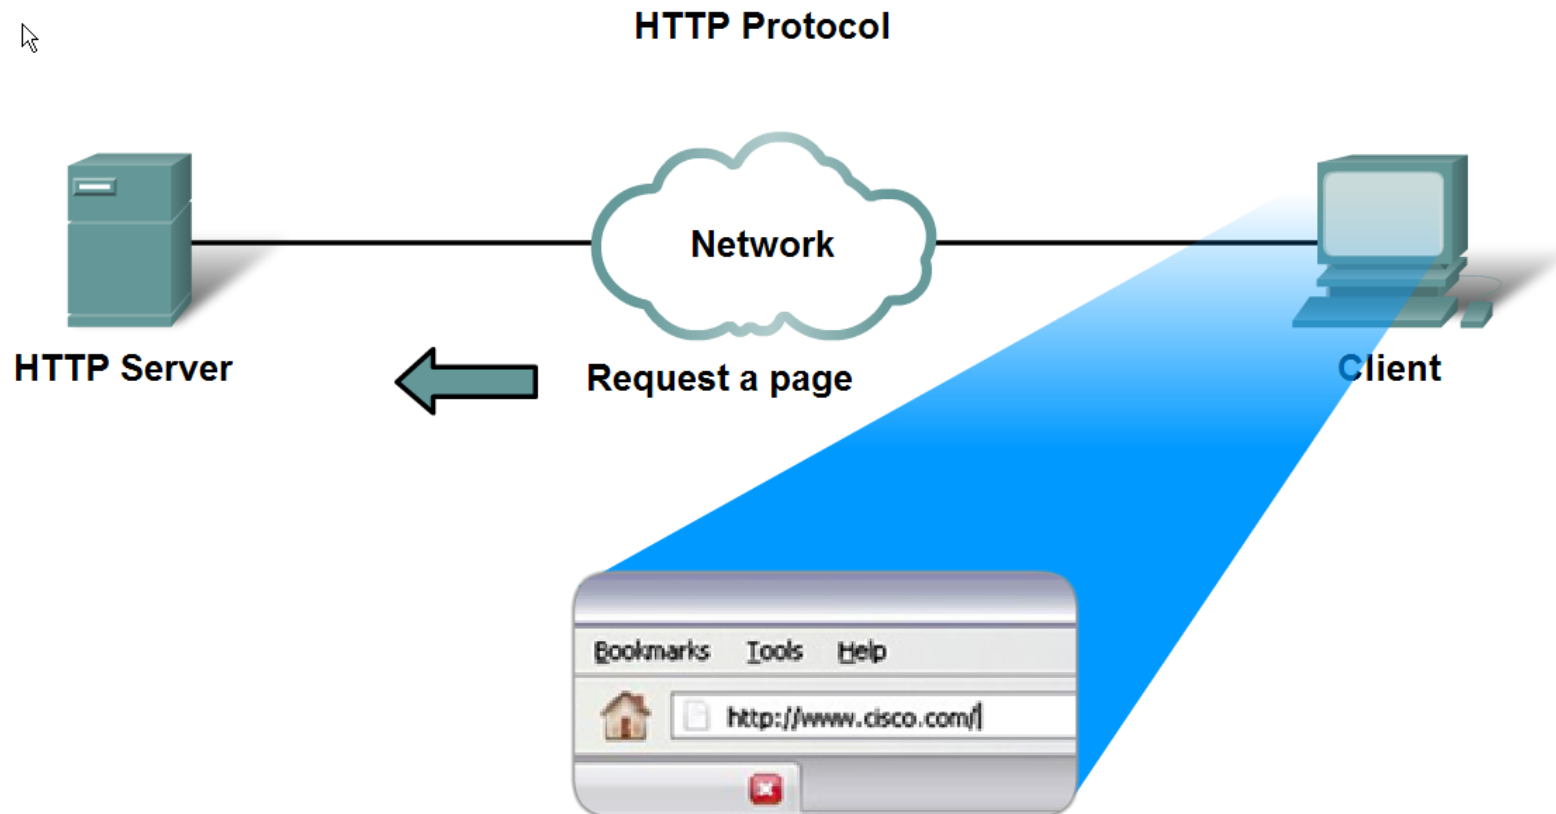 HTTP Protocol
Network
HTTP Server
Request a page
Client
Bookmarks Tools Help
http://www.cisco.com/